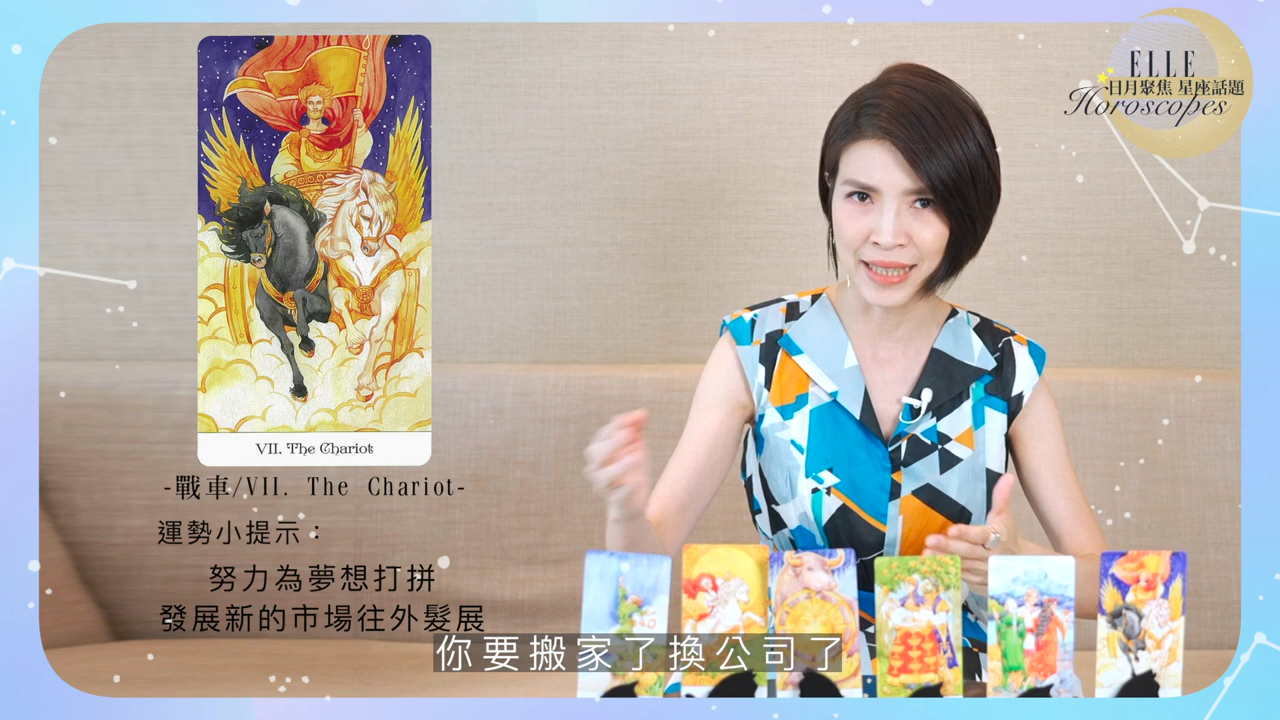 ELLE
日月聚焦 星座話題
Horoscopes
VII. The Chariot
-戰車/VII. The Chariot-
運勢小提示：
努力為夢想打拼
發展新的市場往外髮展
你要搬家了換公司了